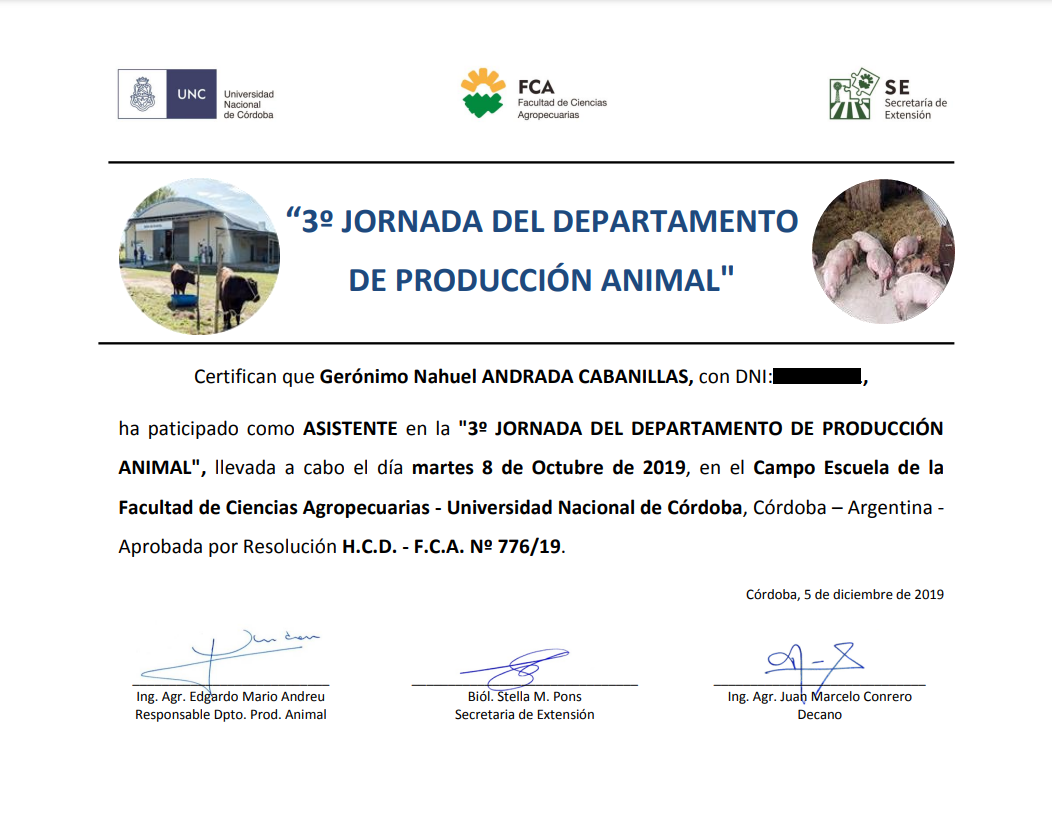 UNC
Universidad
Nacional
de Córdoba
FCA
Facultad de Ciencias
Agropecuarias
SE
Secretaría de
Extensión
“3º JORNADA DEL DEPARTAMENTO
DE PRODUCCIÓN ANIMAL"
Certifican que Gerónimo Nahuel ANDRADA CABANILLAS, con DNI: ,
ha paticipado como ASISTENTE en la "3º JORNADA DEL DEPARTAMENTO DE PRODUCCIÓN
ANIMAL", llevada a cabo el día martes 8 de Octubre de 2019, en el Campo Escuela de la
Facultad de Ciencias Agropecuarias - Universidad Nacional de Córdoba, Córdoba – Argentina -
Aprobada por Resolución H.C.D. - F.C.A. Nº 776/19.
Córdoba, 5 de diciembre de 2019
Ing. Agr. Edgardo Mario Andreu
Responsable Dpto. Prod. Animal
Biól. Stella M. Pons
Secretaria de Extensión
Ing. Agr. Juan Marcelo Conrero
Decano